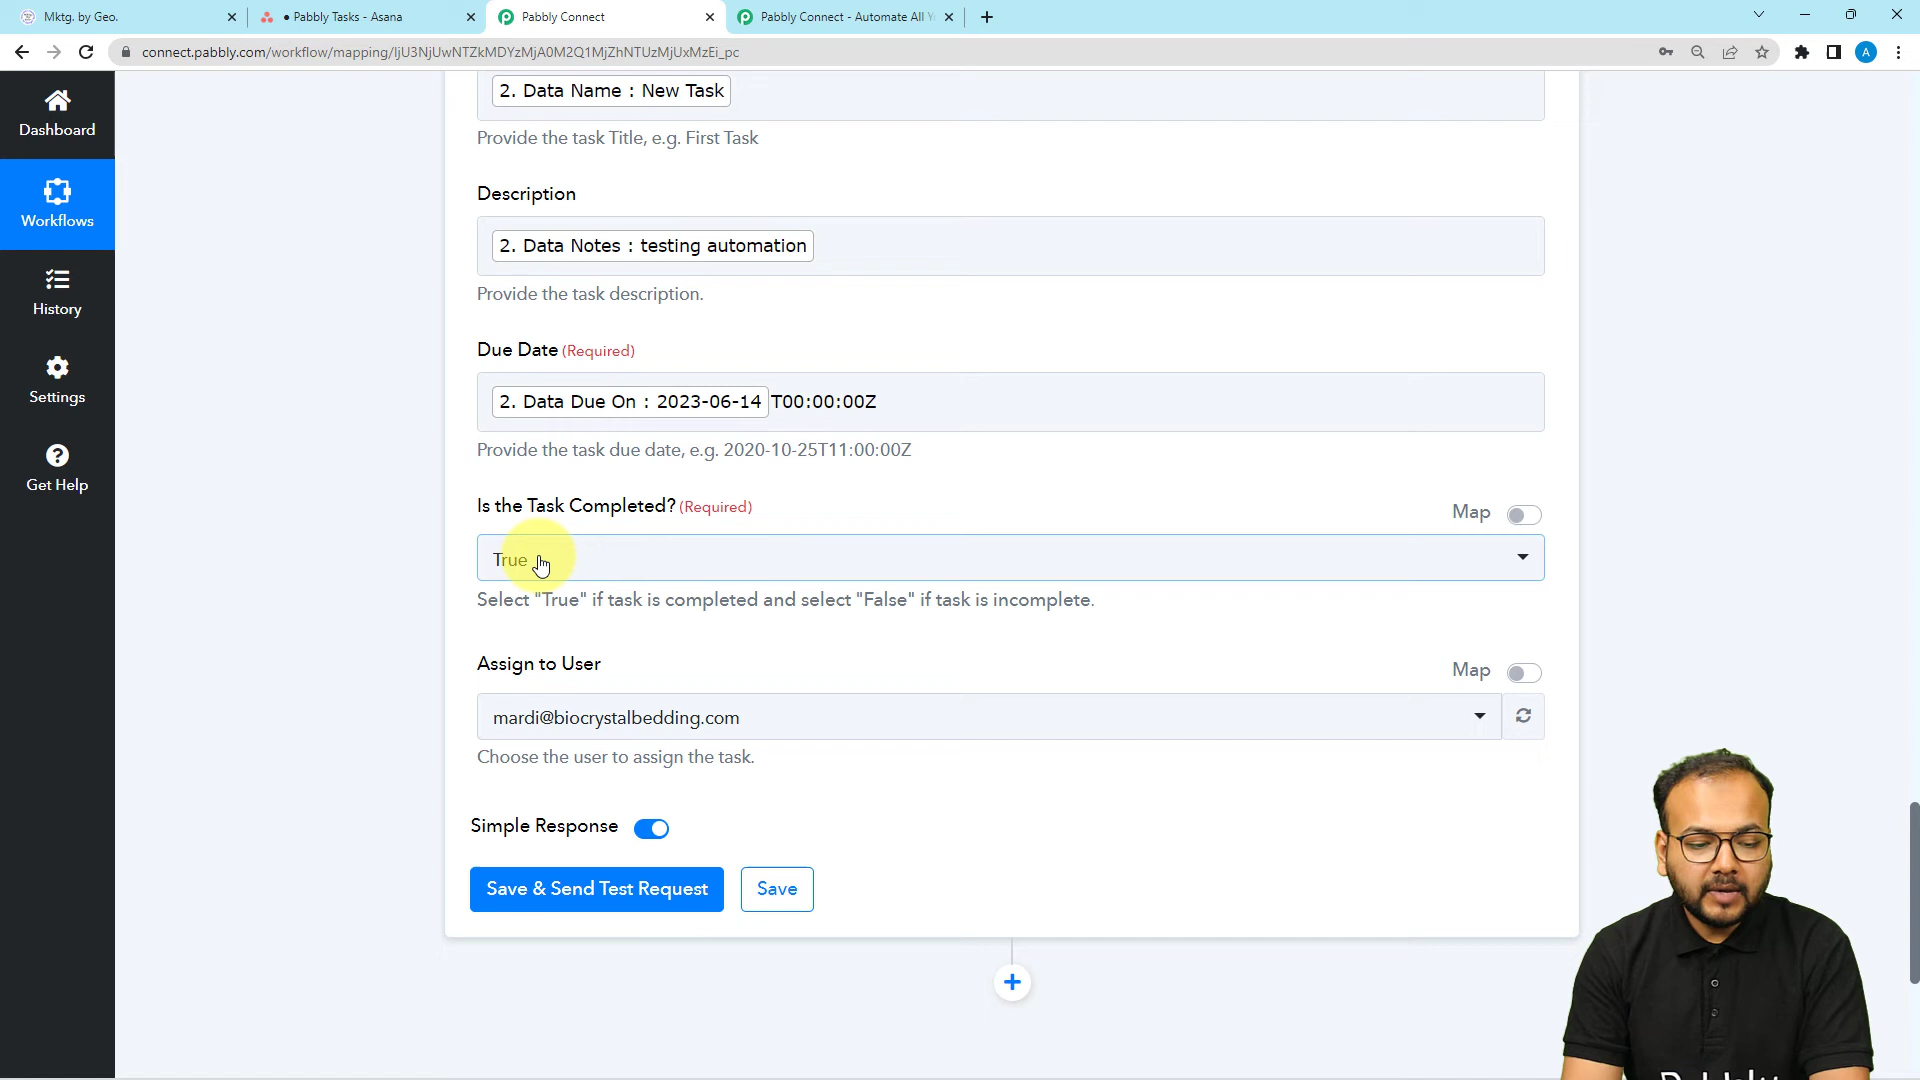 Mktg. by Geo.
• Pabbly Tasks - Asana
Pabbly Connect
Pabbly Connect - Automate All Y
connect.pabbly.com/workflow/mapping/IjU3NjUwNTZkMDYzMjA0M2Q1MjZhNTUzMjUxMzEi_pc
A
Dashboard
Workflows
History
Settings
Get Help
2. Data Name : New Task
Provide the task Title, e.g. First Task
Description
2. Data Notes : testing automation
Provide the task description.
Due Date (Required)
2. Data Due On : 2023-06-14 T00:00:00Z
Provide the task due date, e.g. 2020-10-25T11:00:00Z
Is the Task Completed? (Required)
Map
True
Select "True" if task is completed and select "False" if task is incomplete.
Assign to User
Map
mardi@biocrystalbedding.com
Choose the user to assign the task.
Simple Response
Save & Send Test Request
Save